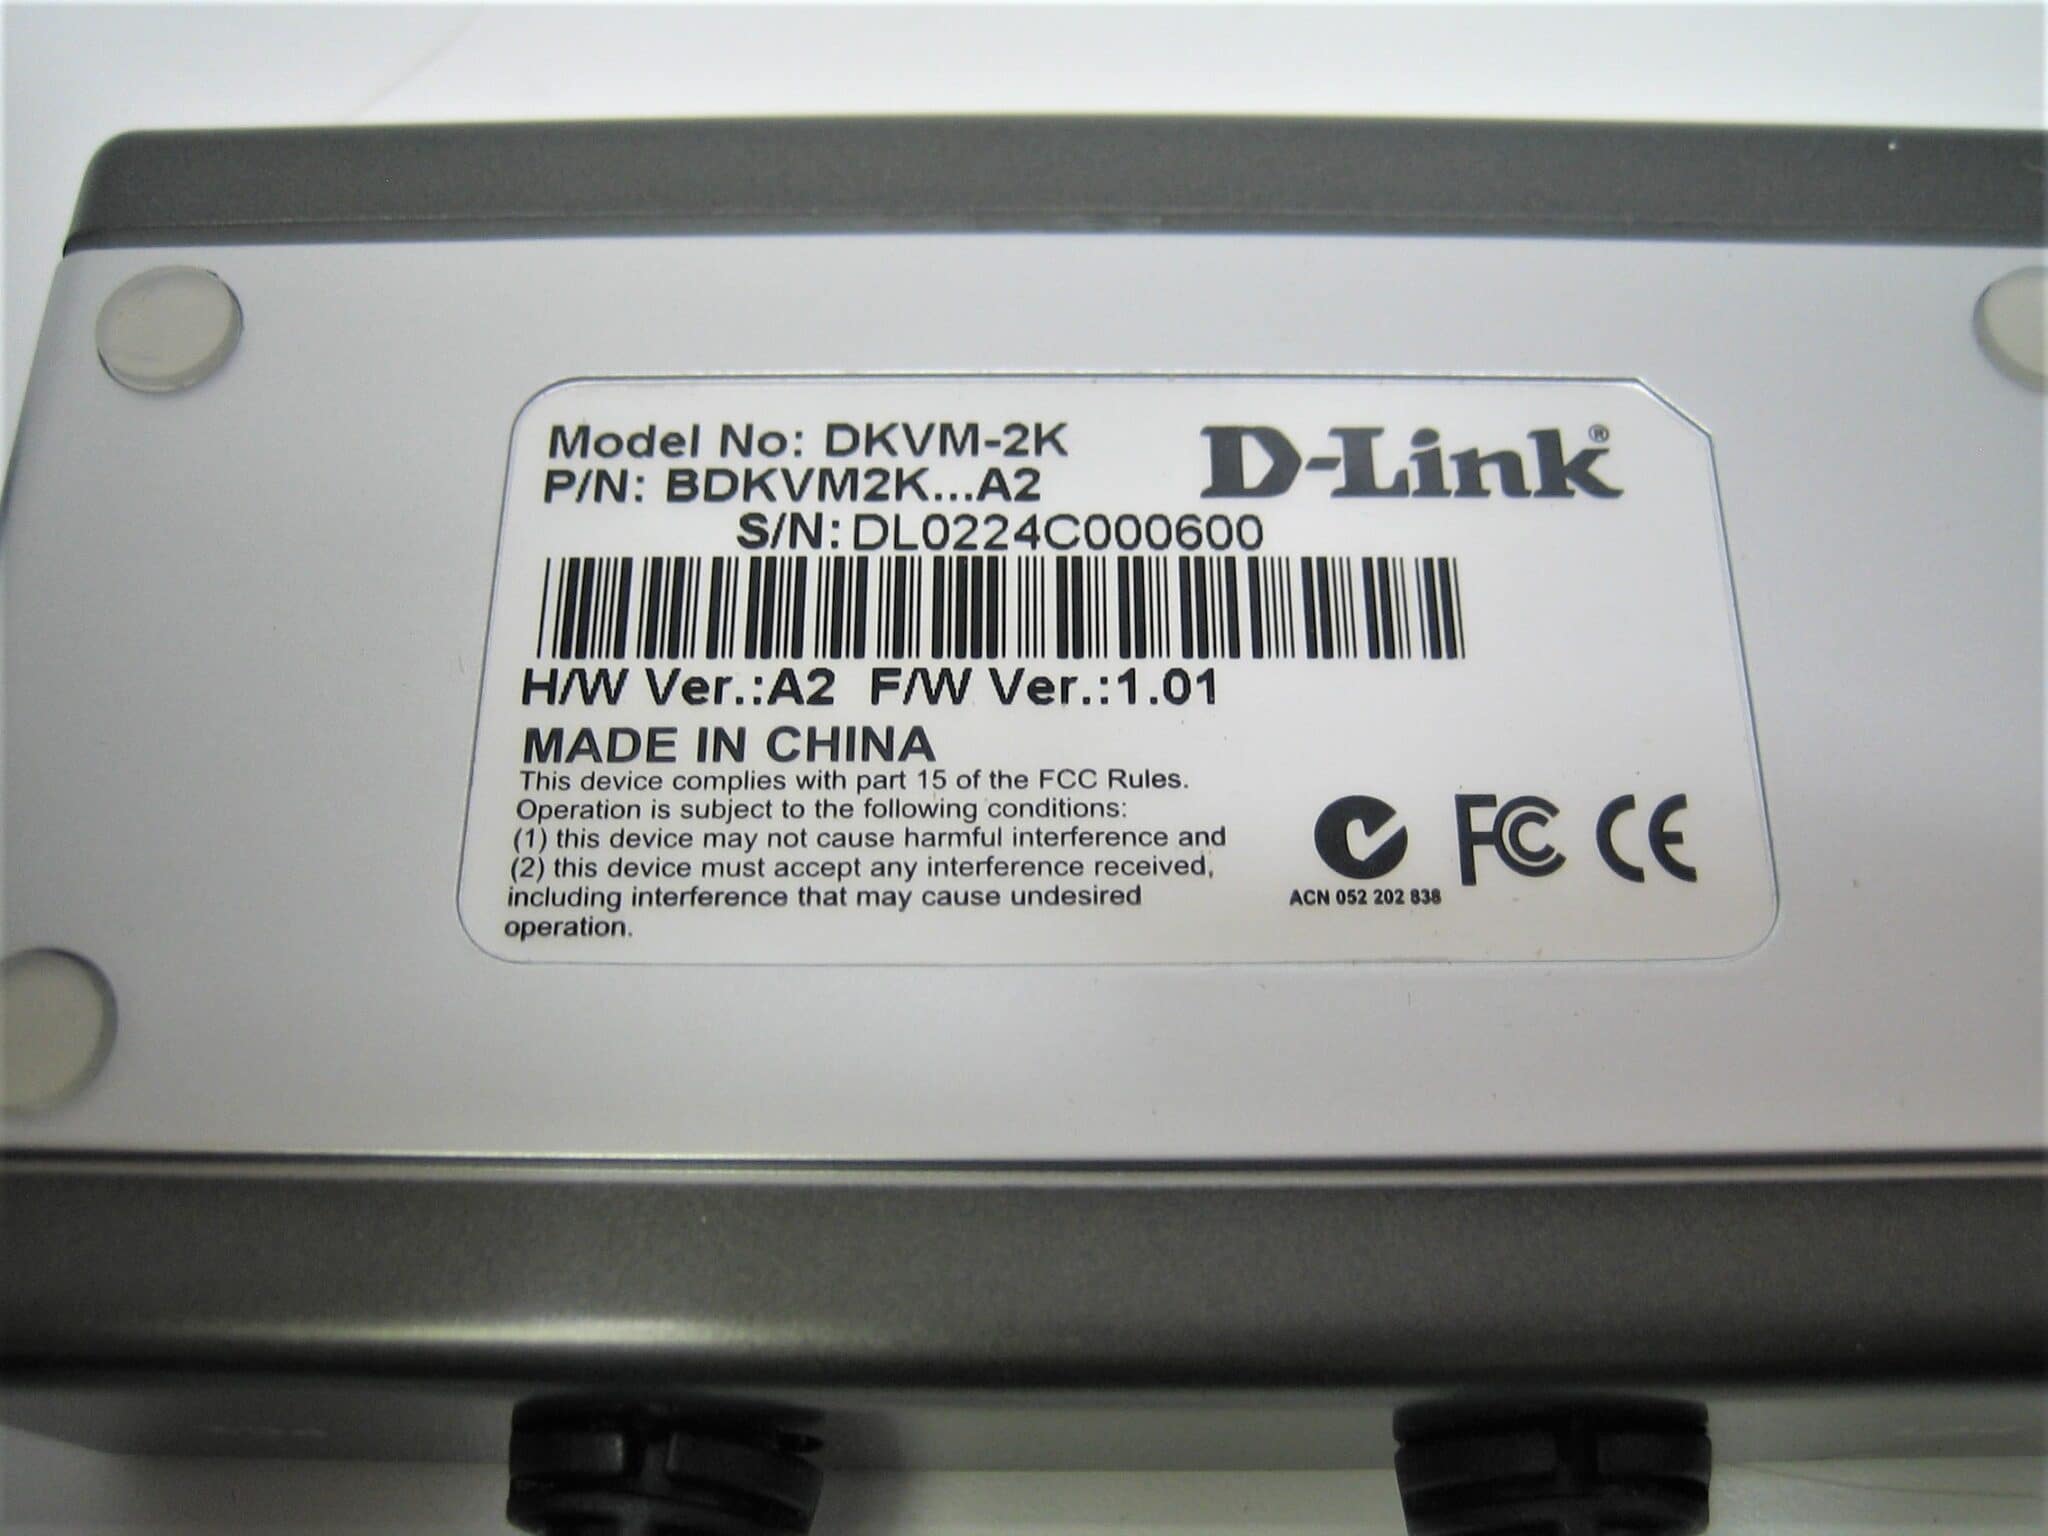 Model No: DKVM-2K
P/N: BDKVM2K...A2
D-Link®
S/N: DL0224C000600
H/W Ver.:A2 F/W Ver.:1.01
MADE IN CHINA
This device complies with part 15 of the FCC Rules.
Operation is subject to the following conditions:
(1) this device may not cause harmful interference and
(2) this device must accept any interference received,
including interference that may cause undesired
operation.
FC CE
ACN 052 202 838